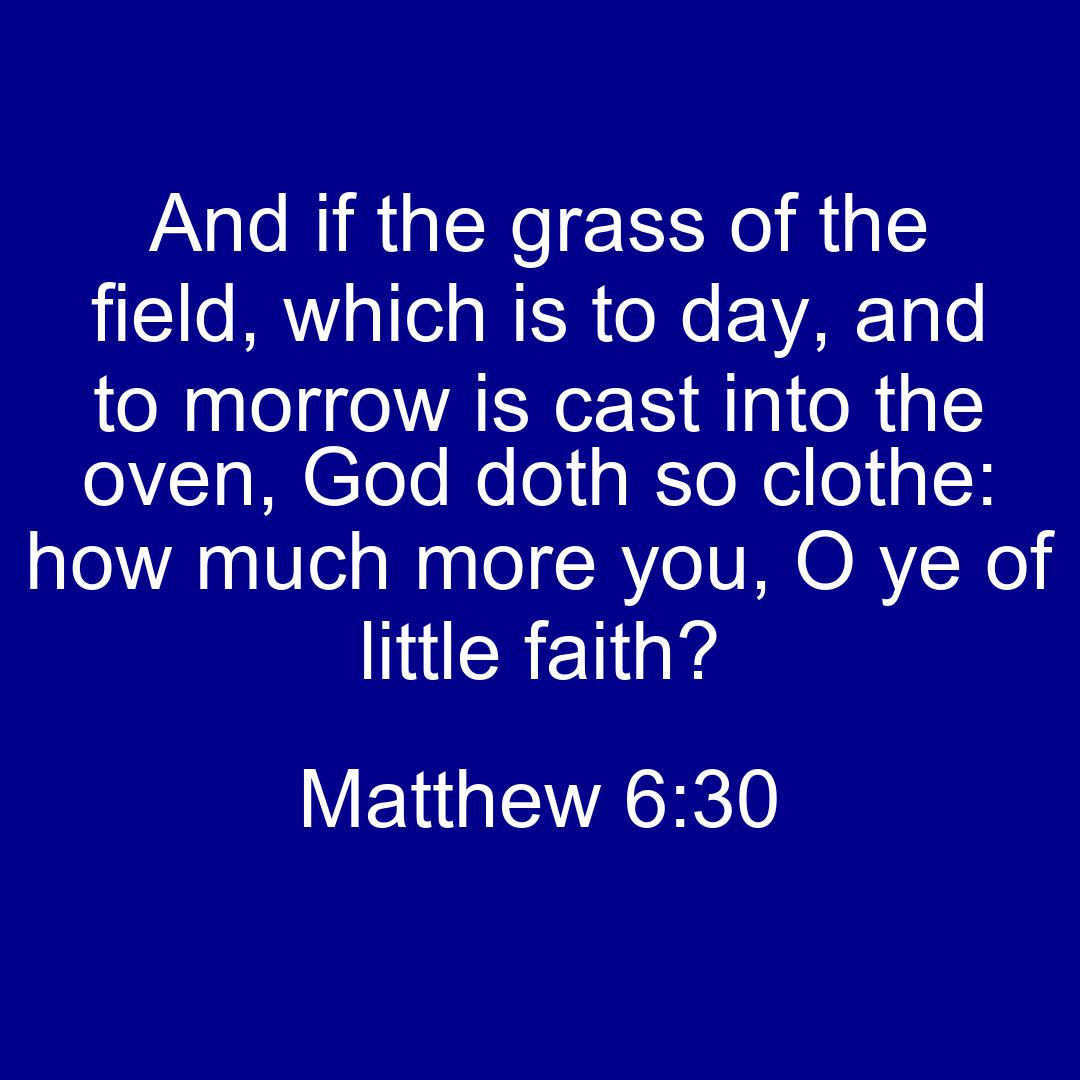 And if the grass of the
field, which is to day, and
to morrow is cast into the
oven, God doth so clothe:
how much more you, O ye of
little faith?
Matthew 6:30